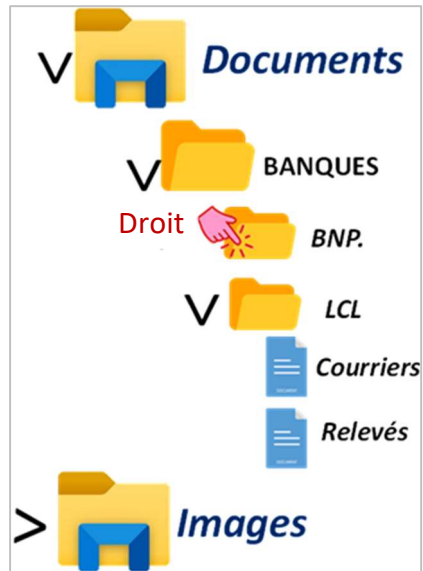 Documents
BANQUES
Droit
BNP.
LCL
Courriers
Relevés
Images